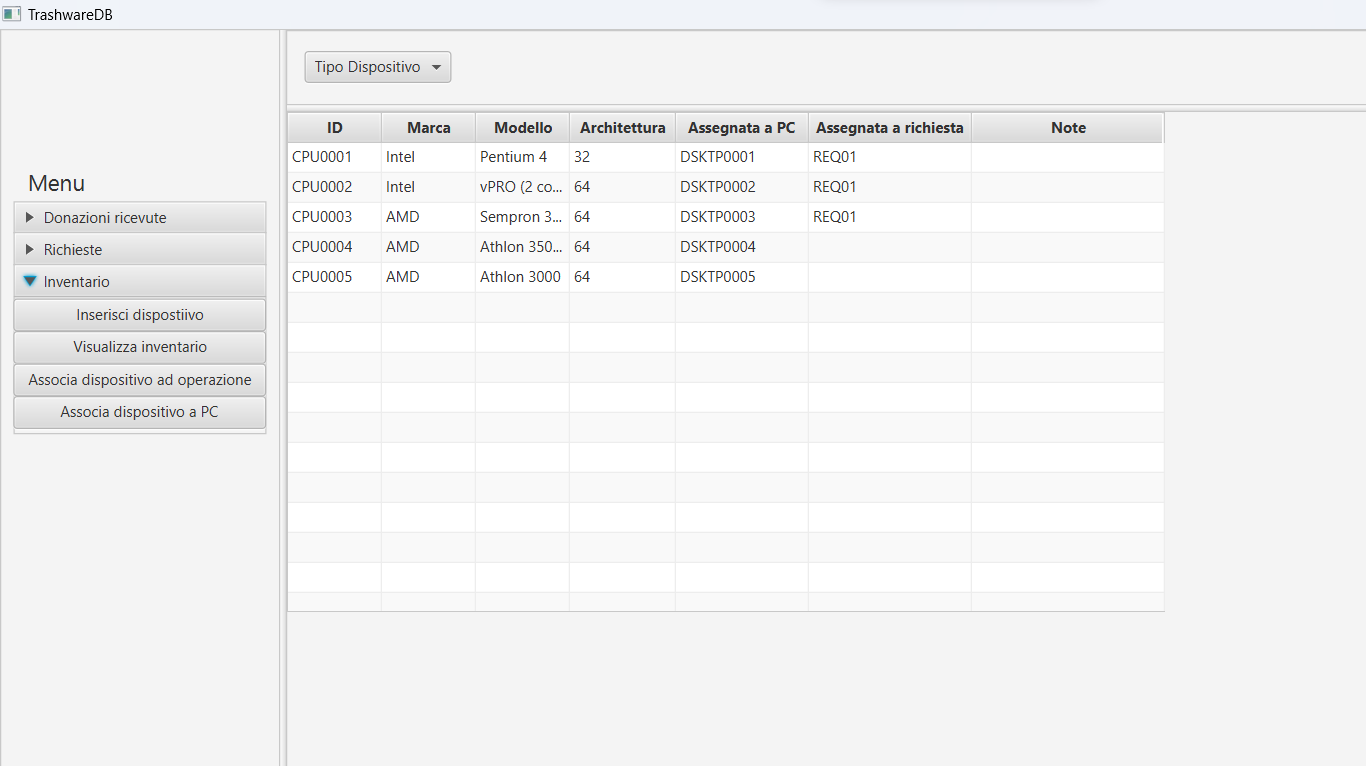 TrashwareDB
Tipo Dispositivo
Menu
Donazioni ricevute
Richieste
Inventario
Inserisci dispostiivo
Visualizza inventario
Associa dispositivo ad operazione
Associa dispositivo a PC
ID Marca Modello Architettura Assegnata a PC Assegnata a richiesta Note
CPU0001 Intel Pentium 4 32 DSKTP0001 REQ01
CPU0002 Intel vPRO (2 co... 64 DSKTP0002 REQ01
CPU0003 AMD Sempron 3... 64 DSKTP0003 REQ01
CPU0004 AMD Athlon 350... 64 DSKTP0004
CPU0005 AMD Athlon 3000 64 DSKTP0005